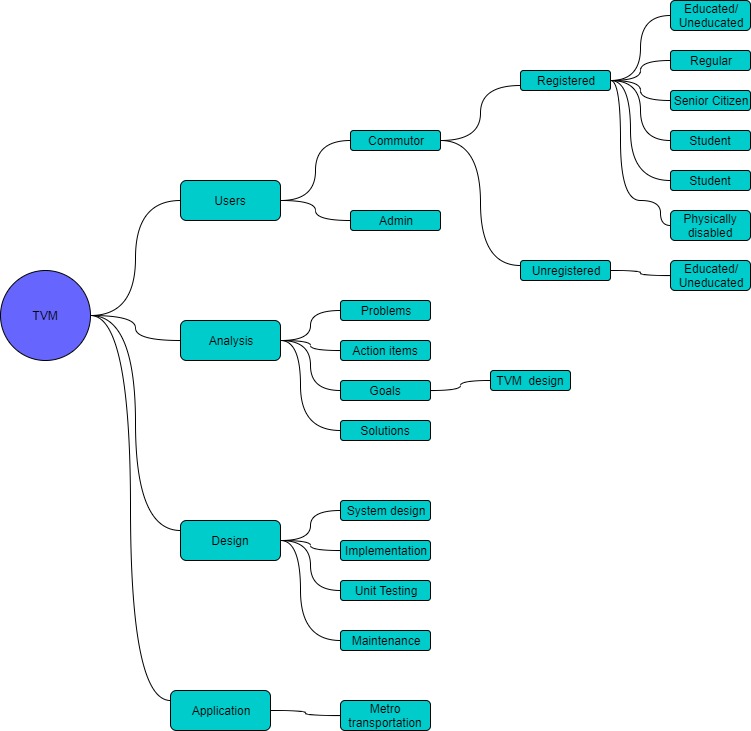 TVM
Users
Commutor
Registered
Educated/
Uneducated
Regular
Senior Citizen
Student
Student
Physically
disabled
Unregistered
Educated/
Uneducated
Admin
Analysis
Problems
Action items
Goals
TVM design
Solutions
Design
System design
Implementation
Unit Testing
Maintenance
Application
Metro
transportation